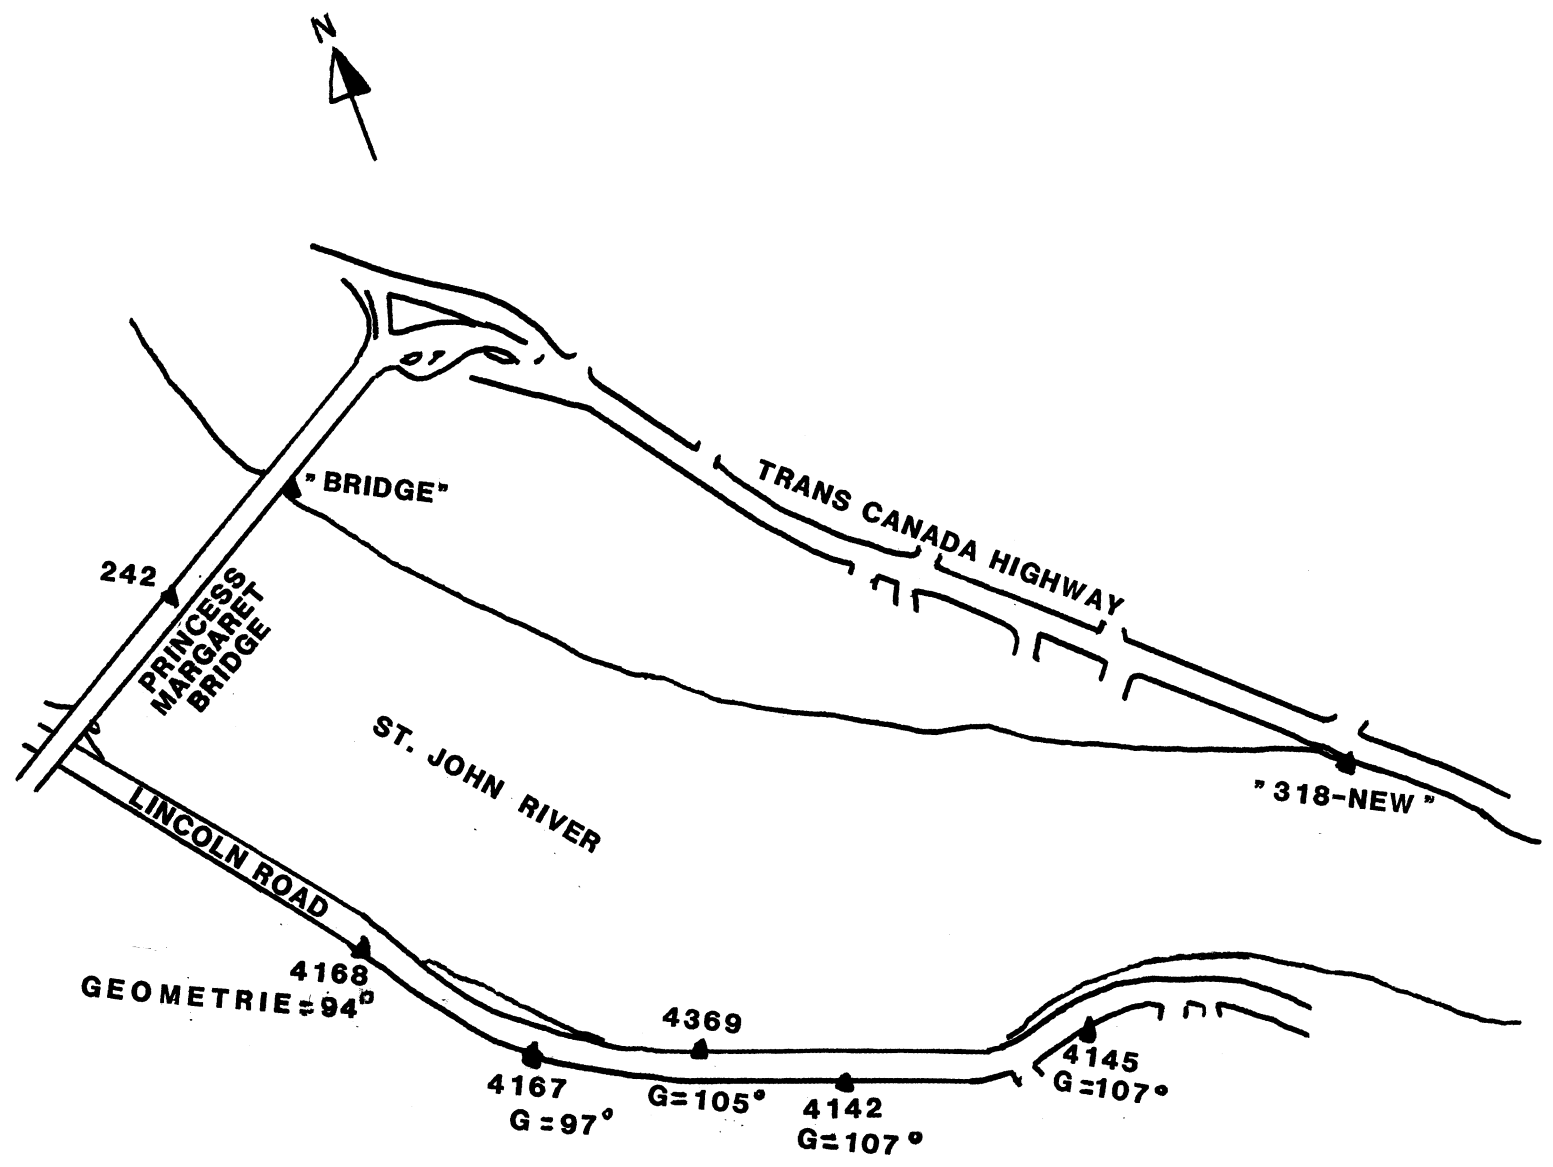 N
TRANS CANADA HIGHWAY
"BRIDGE"
242
PRINCESS
MARGARET
BRIDGE
ST. JOHN RIVER
"318-NEW"
LINCOLN ROAD
4168
GEOMETRIE=94°
4369
G=105°
4167
G=97°
4142
G=107°
4145
G=107°